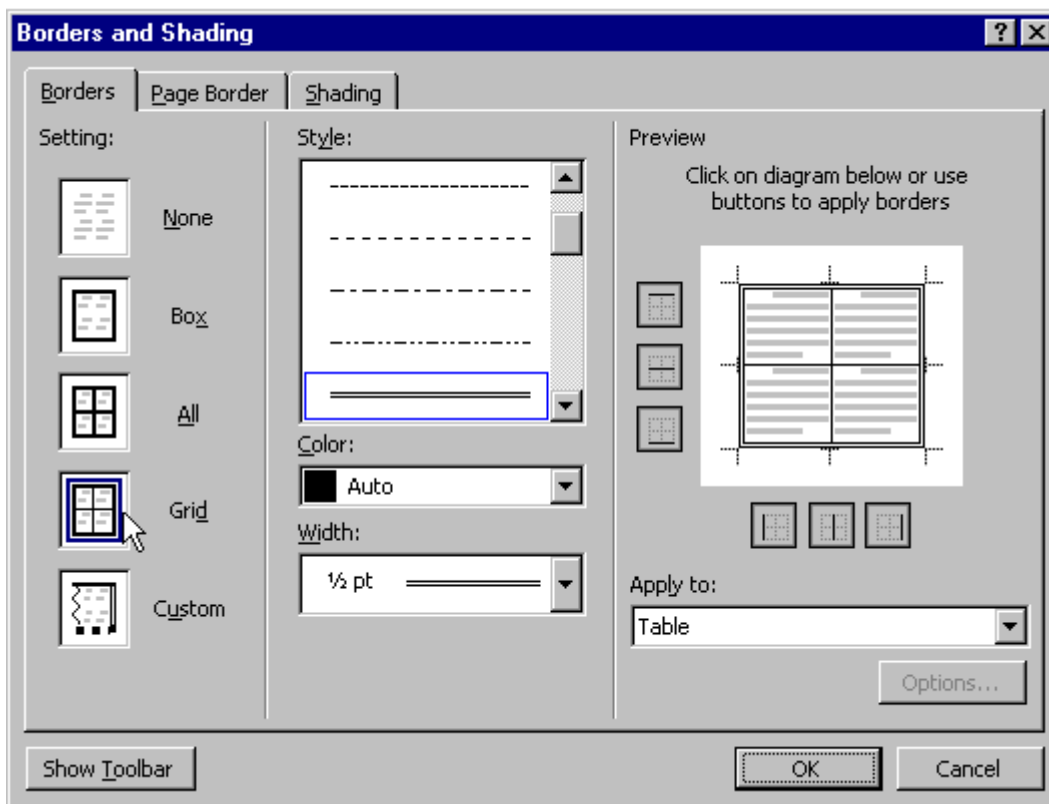 Borders and Shading
Borders
Page Border
Shading
Setting:
None
Box
All
Grid
Custom
Style:
Color:
Auto
Width:
½ pt
Preview
Click on diagram below or use
buttons to apply borders
Apply to:
Table
Options...
Show Toolbar
OK
Cancel